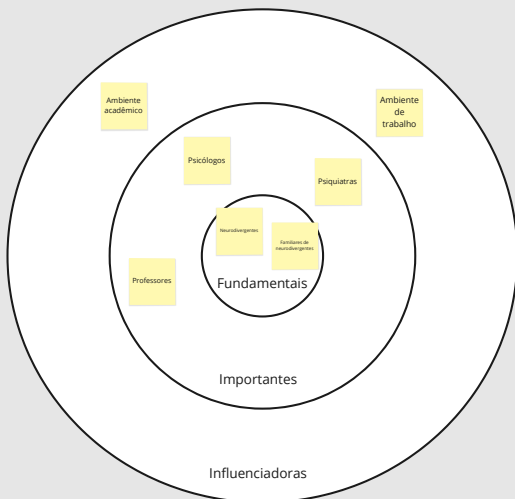 Ambiente
acadêmico
Ambiente
de
trabalho
Psicólogos
Psiquiatras
Neurodivergentes
Familiares de
neurodivergentes
Professores
Fundamentais
Importantes
Influenciadoras